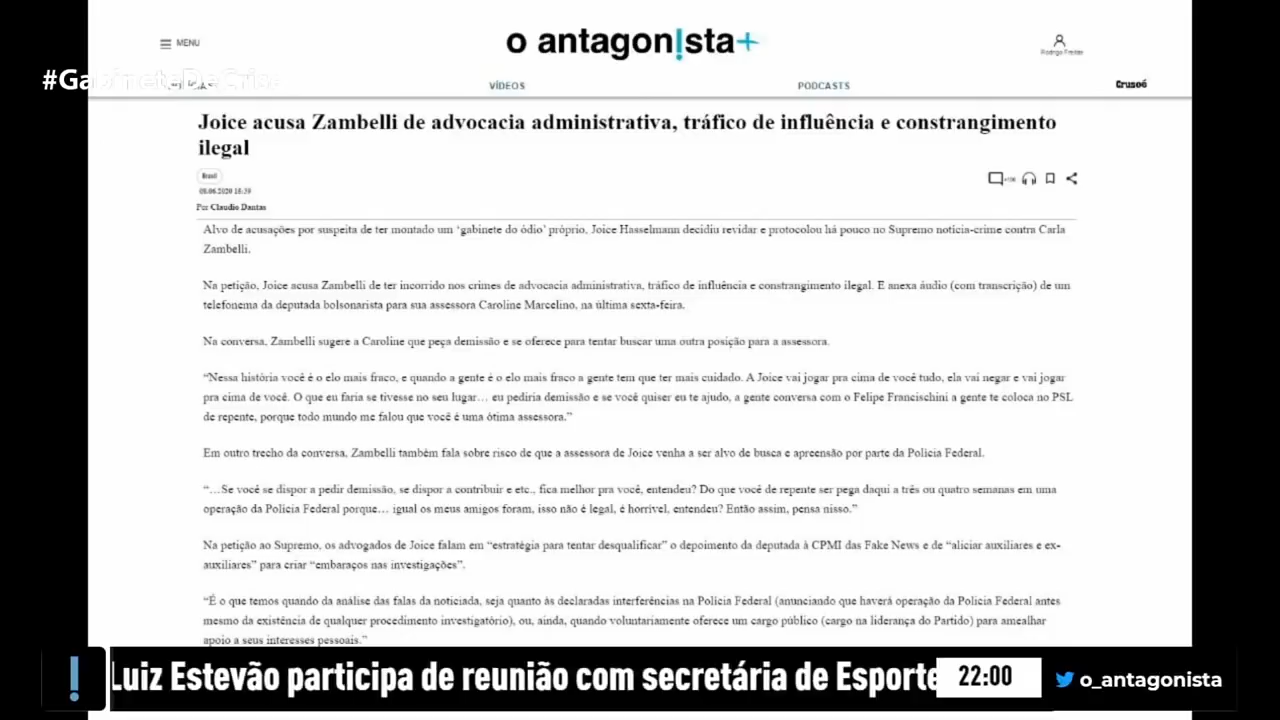 MENU
o antagon!sta+
Rodrigo Freitas
#GabineteDeCrise
VÍDEOS
PODCASTS
Crusoé
Joice acusa Zambelli de advocacia administrativa, tráfico de influência e constrangimento
ilegal
Brasil
Por Claudio Dantas
Alvo de acusações por suspeita de ter montado um ‘gabinete do ódio’ próprio, Joice Hasselmann decidiu revidar e protocolou há pouco no Supremo notícia-crime contra Carla
Zambelli.
Na petição, Joice acusa Zambelli de ter incorrido nos crimes de advocacia administrativa, tráfico de influência e constrangimento ilegal. E anexa áudio (com transcrição) de um
telefonema da deputada bolsonarista para sua assessora Caroline Marcelino, na última sexta-feira.
Na conversa, Zambelli sugere a Caroline que peça demissão e se oferece para tentar buscar uma outra posição para a assessora.
“Nessa história você é o elo mais fraco, e quando a gente é o elo mais fraco a gente tem que ter mais cuidado. A Joice vai jogar pra cima de você tudo, ela vai negar e vai jogar
pra cima de você. O que eu faria se tivesse no seu lugar… eu pediria demissão e se você quiser eu te ajudo, a gente conversa com o Felipe Francischini a gente te coloca no PSL
de repente, porque todo mundo me falou que você é uma ótima assessora.”
Em outro trecho da conversa, Zambelli também fala sobre risco de que a assessora de Joice venha a ser alvo de busca e apreensão por parte da Polícia Federal.
“…Se você se dispor a pedir demissão, se dispor a contribuir e etc., fica melhor pra você, entendeu? Do que você de repente ser pega daqui a três ou quatro semanas em uma
operação da Polícia Federal porque… igual os meus amigos foram, isso não é legal, é horrível, entendeu? Então assim, pensa nisso.”
Na petição ao Supremo, os advogados de Joice falam em “estratégia para tentar desqualificar” o depoimento da deputada à CPMI das Fake News e de “aliciar auxiliares e ex-
auxiliares” para criar “embaraços nas investigações”.
“É o que temos quando da análise das falas da noticiada, seja quanto às declaradas interferências na Polícia Federal (anunciando que haverá operação da Polícia Federal antes
mesmo da existência de qualquer procedimento investigatório), ou, ainda, quando voluntariamente oferece um cargo público (cargo na liderança do Partido) para amealhar
apoio a seus interesses pessoais.”
! Luiz Estevão participa de reunião com secretária de Esporte
22:00
o_antagonista